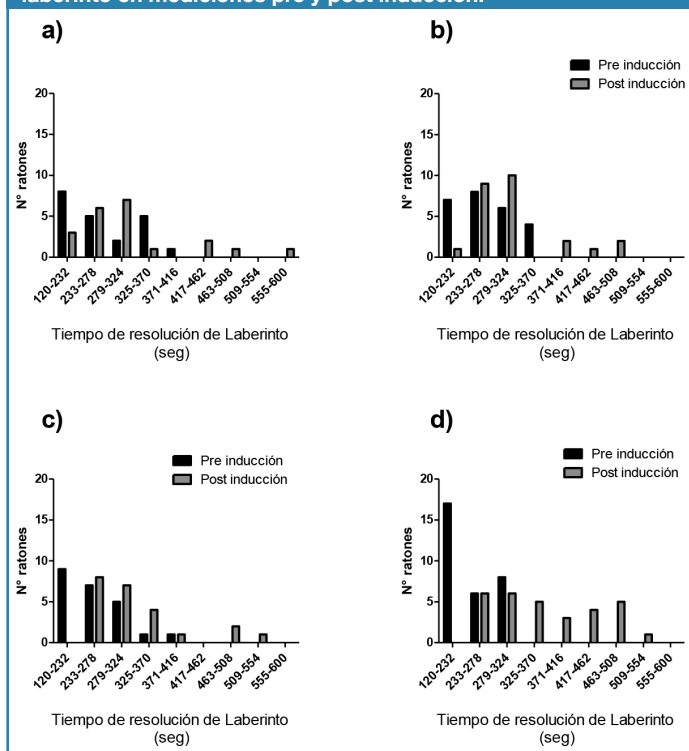 laberinto en mediciones pre y post inducción.
a)
20
15
10
5
0
N° ratones
120-232
233-278
279-324
325-370
371-416
417-462
463-508
509-554
555-600
Tiempo de resolución de Laberinto
(seg)
b)
Pre inducción
Post inducción
20
15
10
5
0
N° ratones
120-232
233-278
279-324
325-370
371-416
417-462
463-508
509-554
555-600
Tiempo de resolución de Laberinto
(seg)
c)
Pre inducción
Post inducción
20
15
10
5
0
N° ratones
120-232
233-278
279-324
325-370
371-416
417-462
463-508
509-554
555-600
Tiempo de resolución de Laberinto
(seg)
d)
Pre inducción
Post inducción
20
15
10
5
0
N° ratones
120-232
233-278
279-324
325-370
371-416
417-462
463-508
509-554
555-600
Tiempo de resolución de Laberinto
(seg)